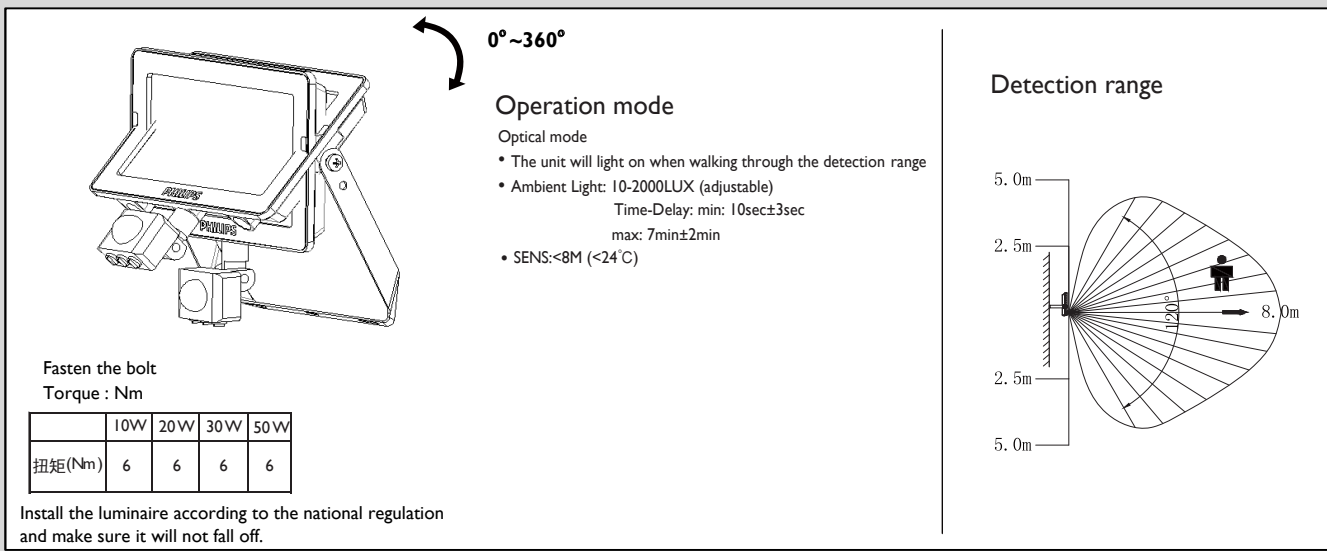 0°~360°
PHILIPS
PHILIPS
Operation mode
Optical mode
• The unit will light on when walking through the detection range
• Ambient Light: 10-2000LUX (adjustable)
Time-Delay: min: 10sec±3sec
max: 7min±2min
• SENS:<8M (<24℃)
Fasten the bolt
Torque : Nm
10W 20W 30W 50W
扭矩(Nm) 6 6 6 6
Install the luminaire according to the national regulation
and make sure it will not fall off.
Detection range
5.0m
2.5m
120°
8.0m
2.5m
5.0m